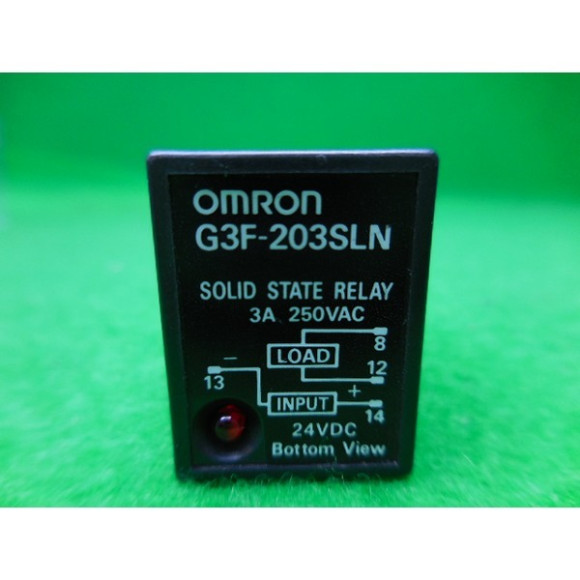 OMRON
G3F-203SLN
SOLID STATE RELAY
3A 250VAC
8
LOAD
12
−
13
+
INPUT
14
24VDC
Bottom View